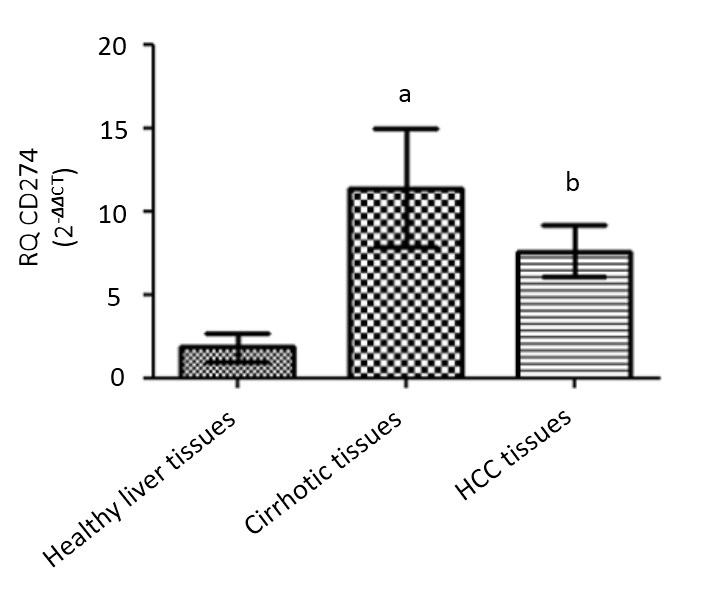 20
15
10
5
0
RQ CD274
(2-ΔΔCT)
a
b
Healthy liver tissues
Cirrhotic tissues
HCC tissues